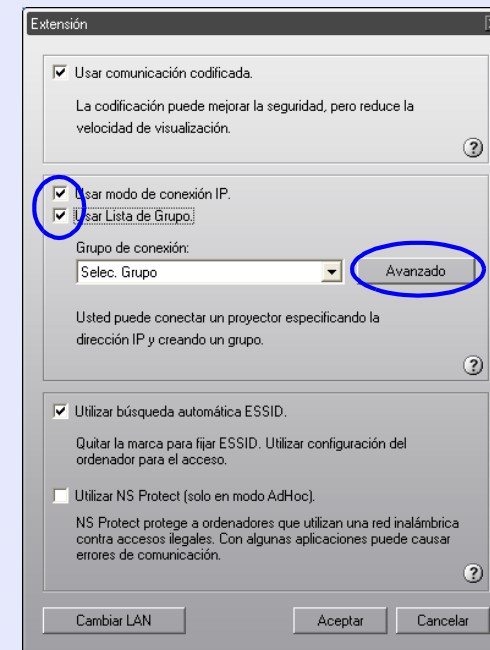 Extensión
Usar comunicación codificada.
La codificación puede mejorar la seguridad, pero reduce la
velocidad de visualización.
?
Usar modo de conexión IP.
Usar Lista de Grupo.
Grupo de conexión:
Selec. Grupo
Avanzado
Usted puede conectar un proyector especificando la
dirección IP y creando un grupo.
?
Utilizar búsqueda automática ESSID.
Quitar la marca para fijar ESSID. Utilizar configuración del
ordenador para el acceso.
Utilizar NS Protect (solo en modo AdHoc).
NS Protect protege a ordenadores que utilizan una red inalámbrica
contra accesos ilegales. Con algunas aplicaciones puede causar
errores de comunicación.
?
Cambiar LAN
Aceptar
Cancelar